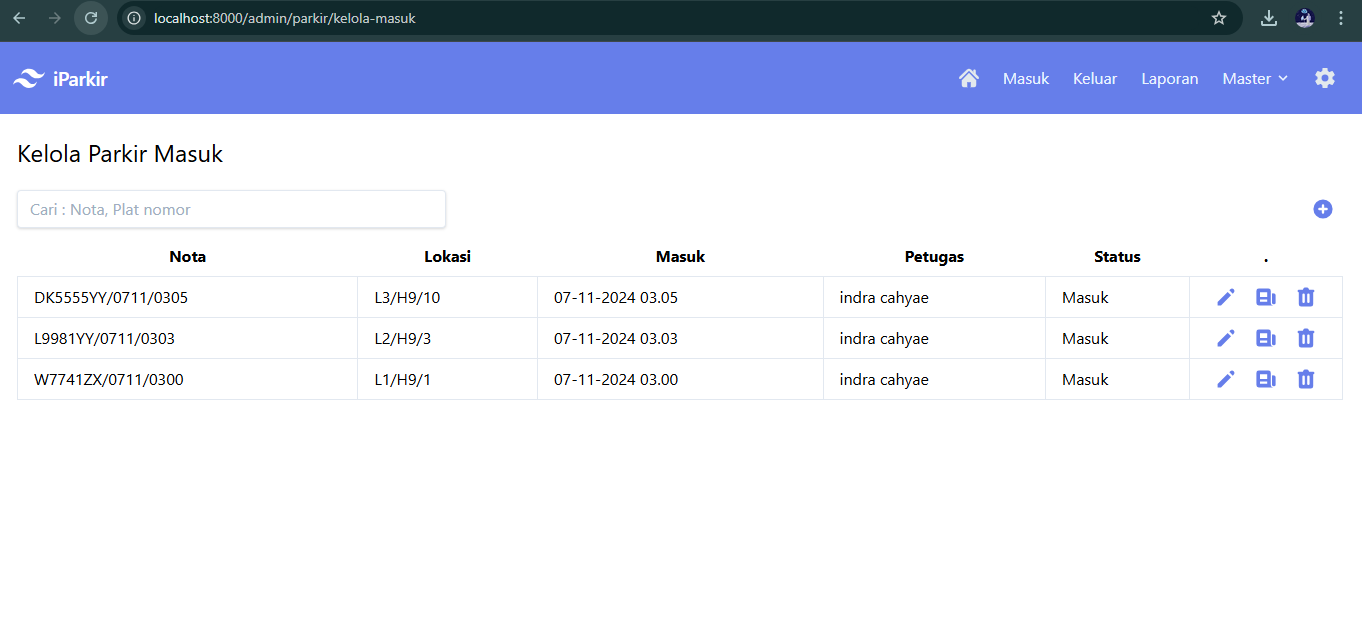 localhost:8000/admin/parkir/kelola-masuk
iParkir Masuk Keluar Laporan Master
Kelola Parkir Masuk
Cari : Nota, Plat nomor
Nota Lokasi Masuk Petugas Status .
DK5555YY/0711/0305 L3/H9/10 07-11-2024 03.05 indra cahyae Masuk
L9981YY/0711/0303 L2/H9/3 07-11-2024 03.03 indra cahyae Masuk
W7741ZX/0711/0300 L1/H9/1 07-11-2024 03.00 indra cahyae Masuk